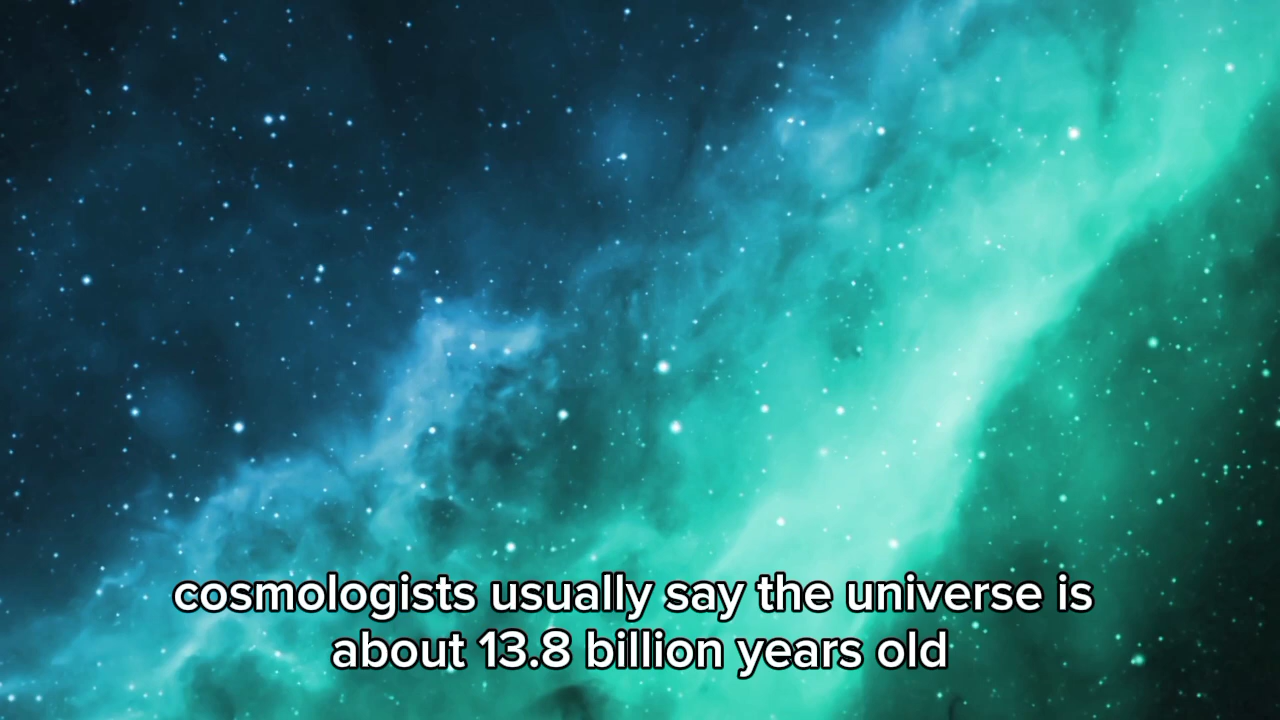 cosmologists usually say the universe is
about 13.8 billion years old